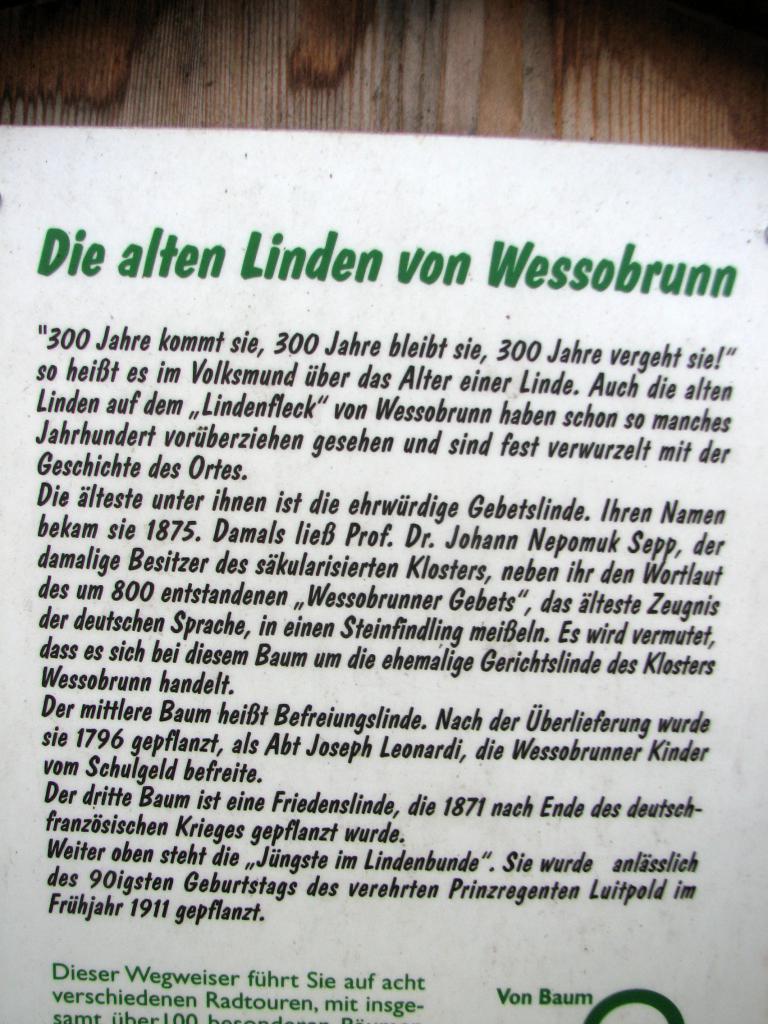 Die alten Linden von Wessobrunn
"300 Jahre kommt sie, 300 Jahre bleibt sie, 300 Jahre vergeht sie!"
so heißt es im Volksmund über das Alter einer Linde. Auch die alten
Linden auf dem „Lindenfleck“ von Wessobrunn haben schon so manches
Jahrhundert vorüberziehen gesehen und sind fest verwurzelt mit der
Geschichte des Ortes.
Die älteste unter ihnen ist die ehrwürdige Gebetslinde. Ihren Namen
bekam sie 1875. Damals ließ Prof. Dr. Johann Nepomuk Sepp, der
damalige Besitzer des säkularisierten Klosters, neben ihr den Wortlaut
des um 800 entstandenen „Wessobrunner Gebets“, das älteste Zeugnis
der deutschen Sprache, in einen Steinfindling meißeln. Es wird vermutet,
dass es sich bei diesem Baum um die ehemalige Gerichtslinde des Klosters
Wessobrunn handelt.
Der mittlere Baum heißt Befreiungslinde. Nach der Überlieferung wurde
sie 1796 gepflanzt, als Abt Joseph Leonardi, die Wessobrunner Kinder
vom Schulgeld befreite.
Der dritte Baum ist eine Friedenslinde, die 1871 nach Ende des deutsch-
französischen Krieges gepflanzt wurde.
Weiter oben steht die „Jüngste im Lindenbunde“. Sie wurde anlässlich
des 90igsten Geburtstags des verehrten Prinzregenten Luitpold im
Frühjahr 1911 gepflanzt.
Dieser Wegweiser führt Sie auf acht
verschiedenen Radtouren, mit insge-
samt über 100 besonderen Bäumen
Von Baum